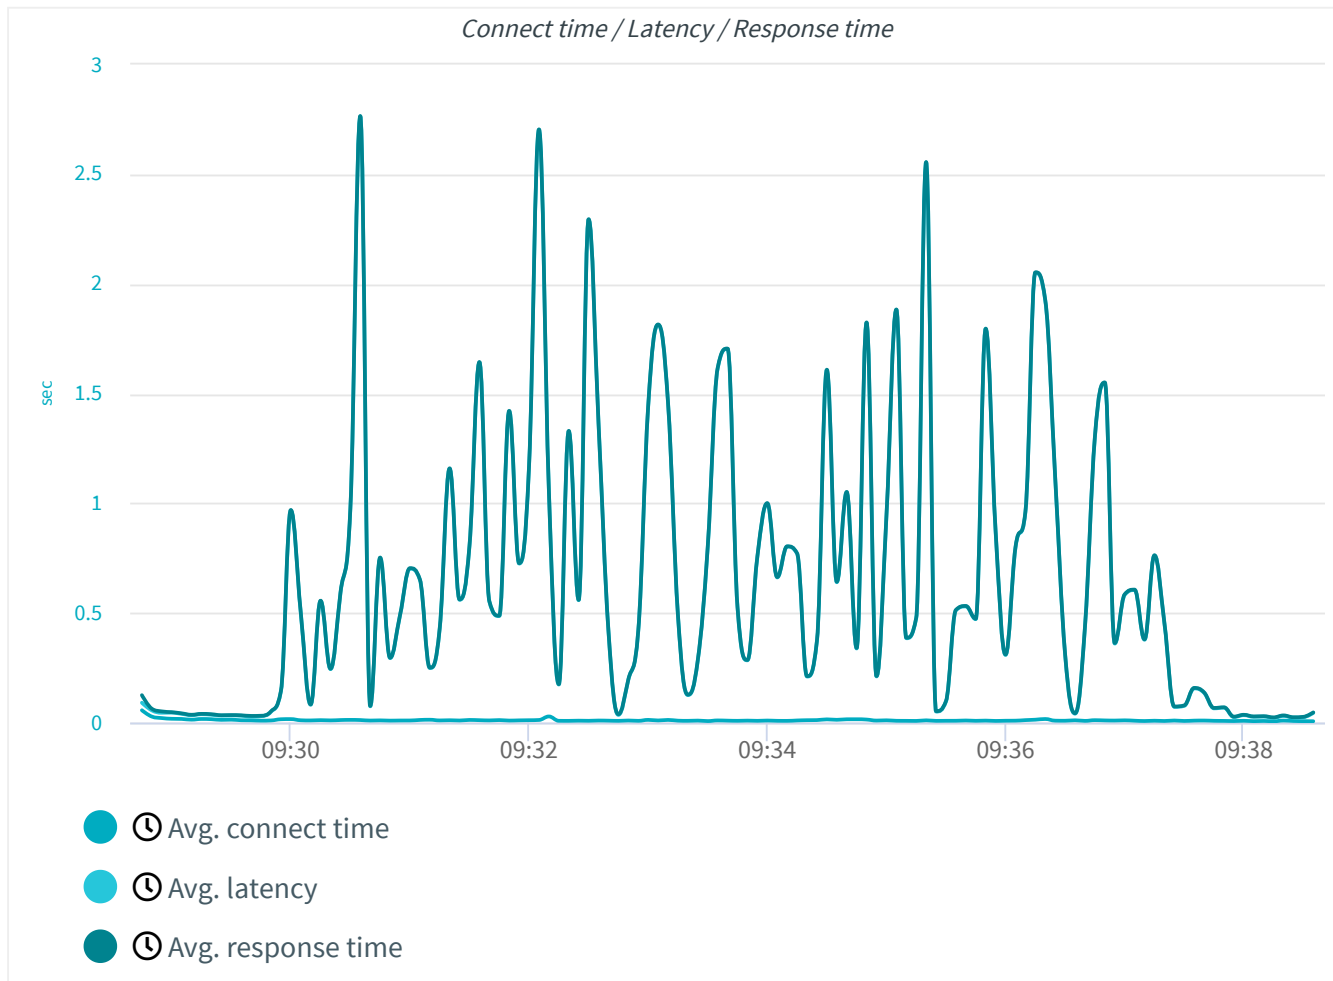 Connect time / Latency / Response time
3
2.5
2
1.5
1
0.5
0
sec
09:30 09:32 09:34 09:36 09:38
Avg. connect time
Avg. latency
Avg. response time